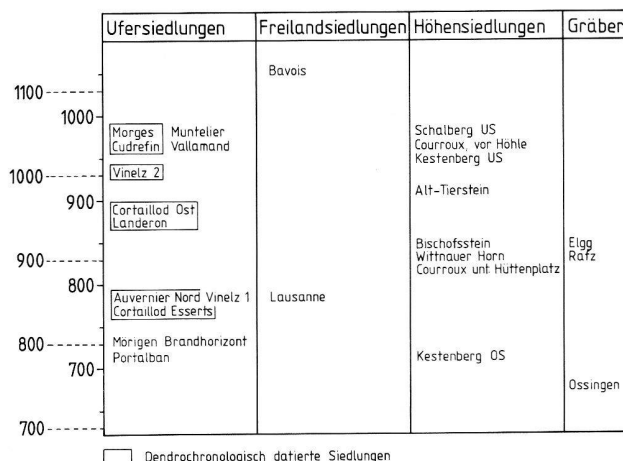 Ufersiedlungen Freilandsiedlungen Höhensiedlungen Gräber
Bavois
1100
1000
Morges Muntelier Schalberg US
Cudrefin Vallamand Courroux, vor Höhle
Kestenberg US
1000 Vinelz 2
Alt-Tierstein
900
Cortaillod Ost
Landeron
Bischofsstein Elgg
900 Wittnauer Horn Rafz
Courroux unt. Hüttenplatz
800
Auvernier Nord Vinelz 1 Lausanne
Cortaillod Esserts
800 Mörigen Brandhorizont
Portalban Kestenberg OS
700
Ossingen
700
Dendrochronologisch datierte Siedlungen